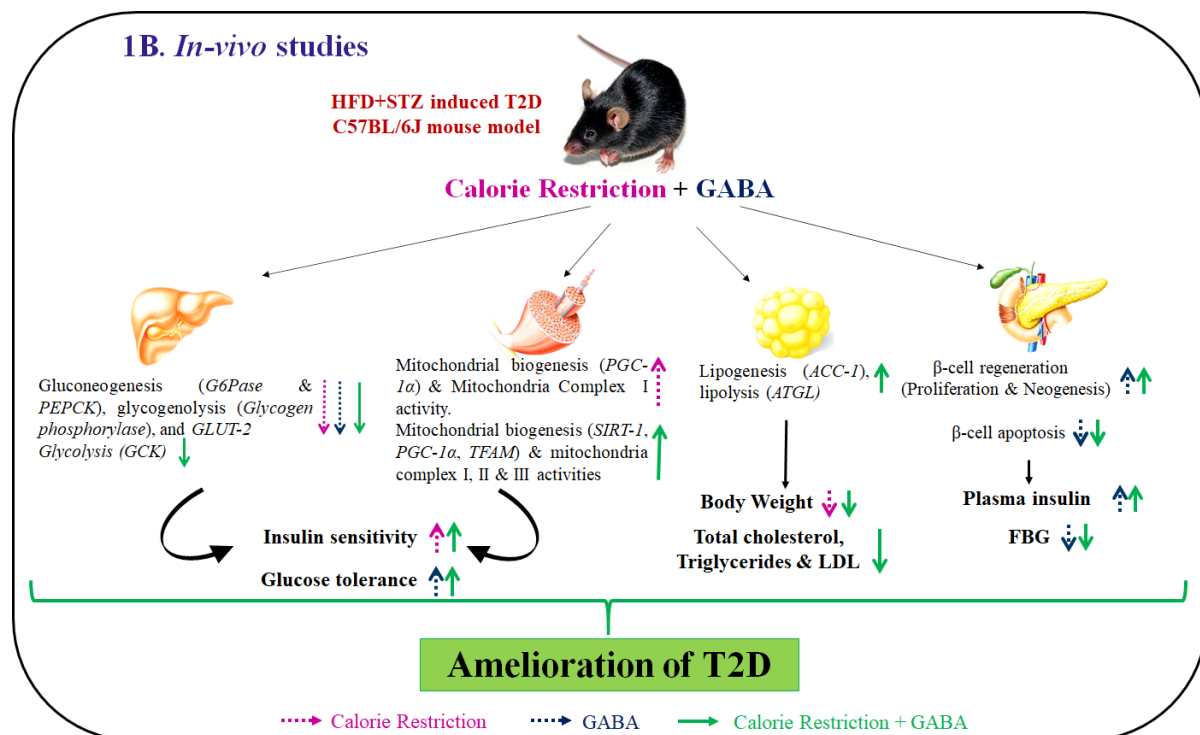 1B. In-vivo studies
HFD+STZ induced T2D
C57BL/6J mouse model
Calorie Restriction + GABA
Gluconeogenesis (G6Pase &
PEPCK), glycogenolysis (Glycogen
phosphorylase), and GLUT-2
Glycolysis (GCK)
Mitochondrial biogenesis (PGC-
1α) & Mitochondria Complex I
activity.
Mitochondrial biogenesis (SIRT-1,
PGC-1α, TFAM) & mitochondria
complex I, II & III activities
Lipogenesis (ACC-1),
lipolysis (ATGL)
β-cell regeneration
(Proliferation & Neogenesis)
β-cell apoptosis
Insulin sensitivity
Glucose tolerance
Body Weight
Total cholesterol,
Triglycerides & LDL
Plasma insulin
FBG
Amelioration of T2D
Calorie Restriction
GABA
Calorie Restriction + GABA